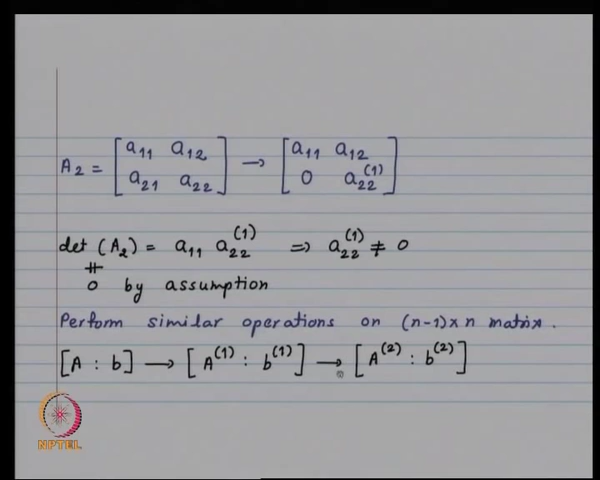 A₂ = [a₁₁ a₁₂ → [a₁₁ a₁₂
a₂₁ a₂₂] 0 a₂₂⁽¹⁾]
det (A₂) = a₁₁ a₂₂⁽¹⁾ ⇒ a₂₂⁽¹⁾ ≠ 0
≠
0 by assumption
Perform similar operations on (n-1)×n matrix.
[A : b] → [A⁽¹⁾ : b⁽¹⁾] → [A⁽²⁾ : b⁽²⁾]
NPTEL